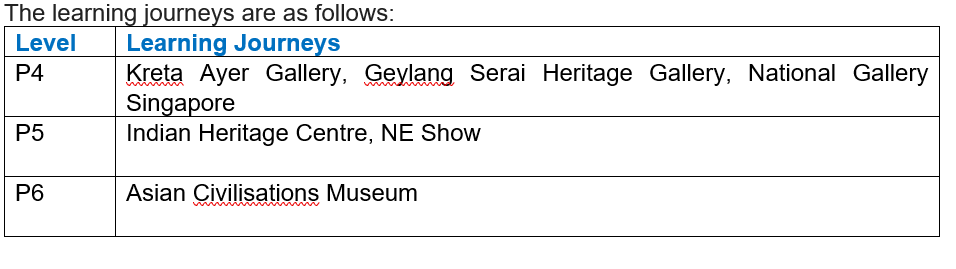 The learning journeys are as follows:
Level Learning Journeys
P4 Kreta Ayer Gallery, Geylang Serai Heritage Gallery, National Gallery
Singapore
P5 Indian Heritage Centre, NE Show
P6 Asian Civilisations Museum